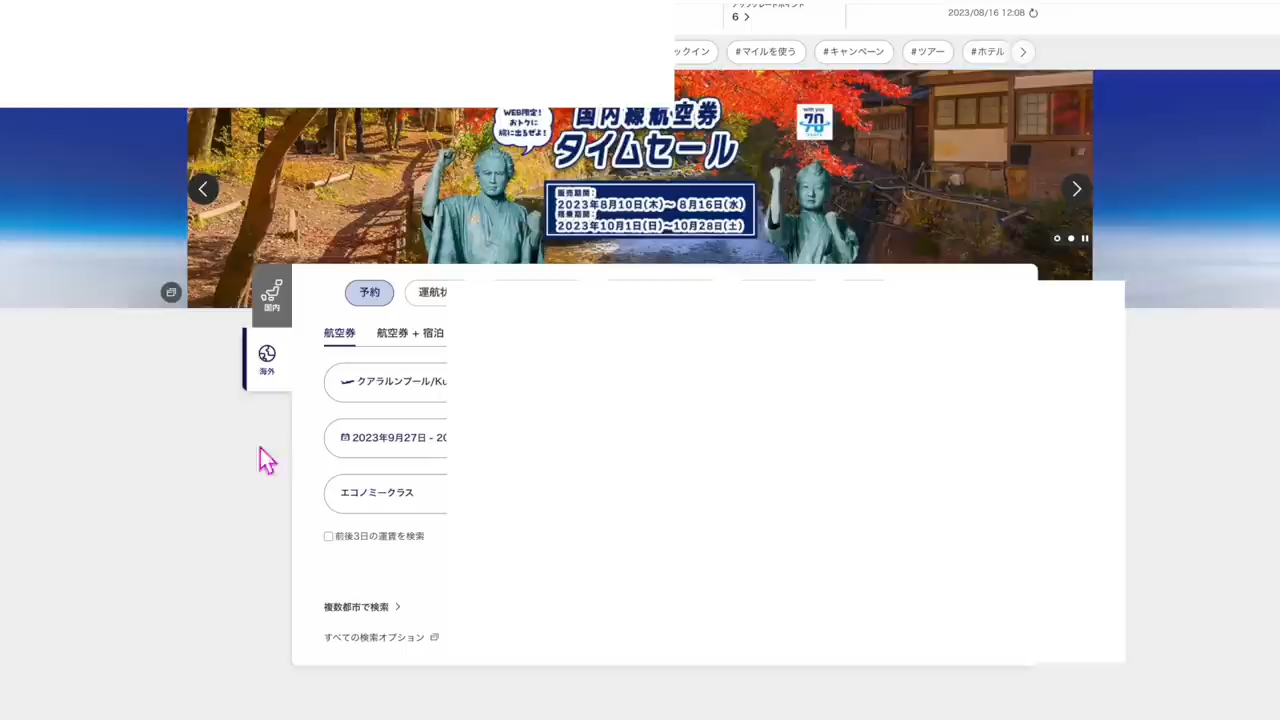 6
2023/08/16 12:08
ックイン
#マイルを使う
#キャンペーン
#ツアー
#ホテル
WEB限定!
おトクに
旅に出るぜよ!
国内線航空券
タイムセール
with you
70
YEARS
販売期間:
2023年8月10日(木)~ 8月16日(水)
搭乗期間:
2023年10月1日(日)~10月28日(土)
国内
海外
予約
運航状
航空券
航空券 + 宿泊
クアラルンプール/Ku
2023年9月27日 - 20
エコノミークラス
前後3日の運賃を検索
複数都市で検索
すべての検索オプション